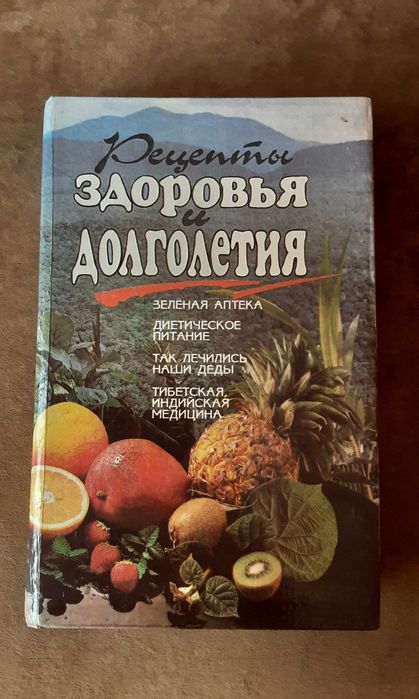 Рецепты
ЗДОРОВЬЯ
и
ДОЛГОЛЕТИЯ
ЗЕЛЁНАЯ АПТЕКА
ДИЕТИЧЕСКОЕ
ПИТАНИЕ
ТАК ЛЕЧИЛИСЬ
НАШИ ДЕДЫ
ТИБЕТСКАЯ,
ИНДИЙСКАЯ
МЕДИЦИНА